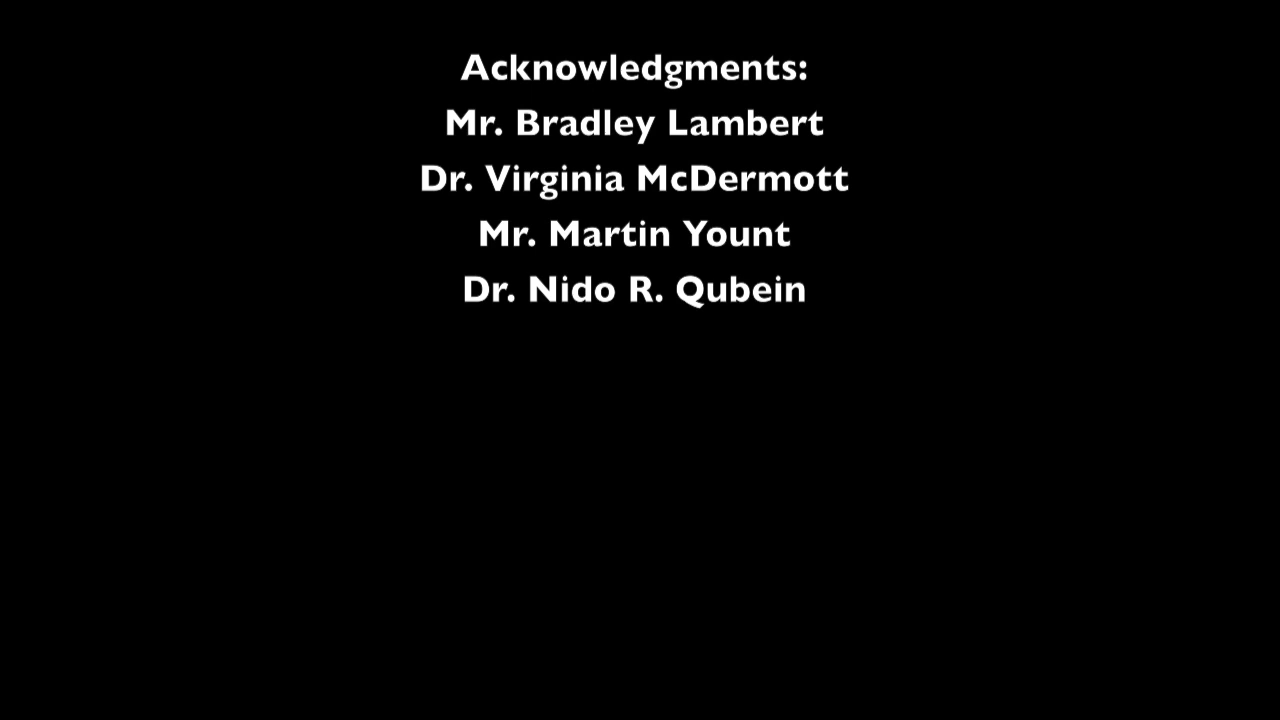 Acknowledgments:
Mr. Bradley Lambert
Dr. Virginia McDermott
Mr. Martin Yount
Dr. Nido R. Qubein